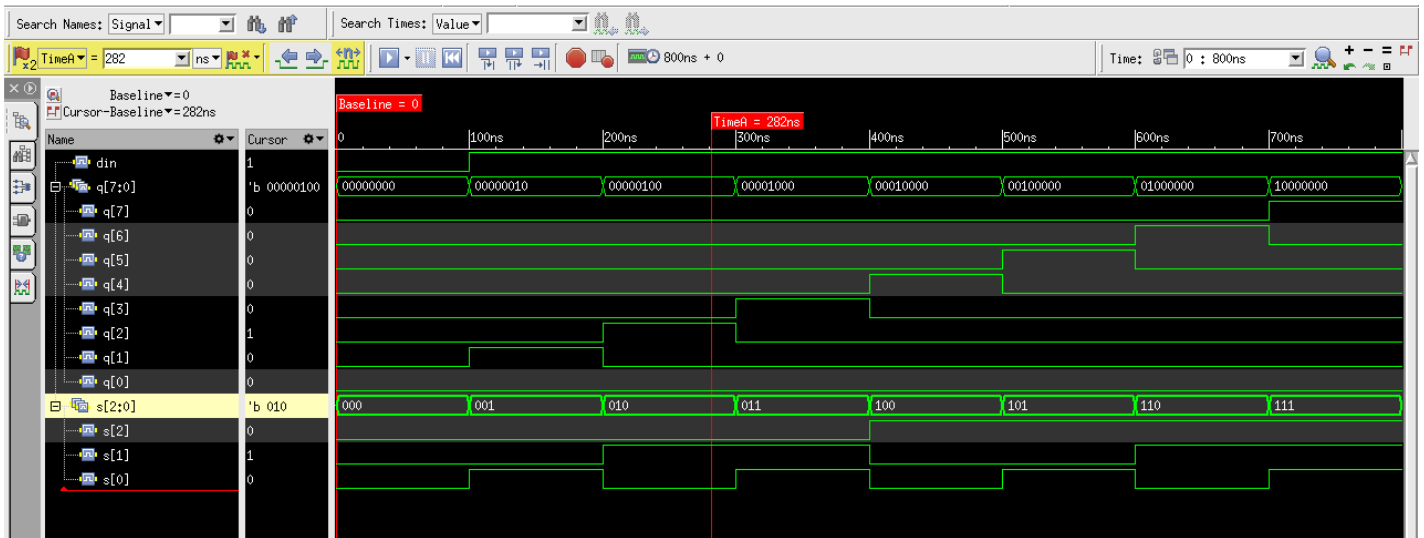 Search Names: Signal Search Times: Value
TimeA = 282 ns 800ns + 0 Time: 0 : 800ns
x2
Baseline = 0
Cursor-Baseline = 282ns
Baseline = 0
TimeA = 282ns
Name Cursor 0 100ns 200ns 300ns 400ns 500ns 600ns 700ns
din 1
q[7:0] 'b 00000100 00000000 00000010 00000100 00001000 00010000 00100000 01000000 10000000
q[7] 0
q[6] 0
q[5] 0
q[4] 0
q[3] 0
q[2] 1
q[1] 0
q[0] 0
s[2:0] 'b 010 000 001 010 011 100 101 110 111
s[2] 0
s[1] 1
s[0] 0